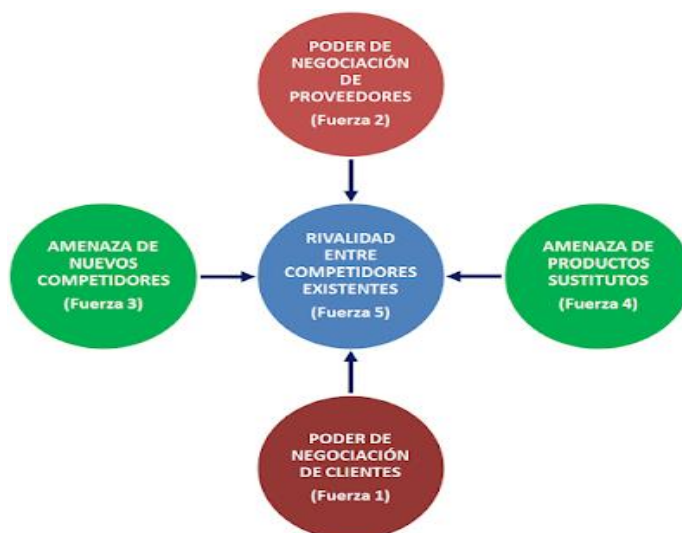 PODER DE
NEGOCIACIÓN
DE
PROVEEDORES
(Fuerza 2)
AMENAZA DE
NUEVOS
COMPETIDORES
(Fuerza 3)
RIVALIDAD
ENTRE
COMPETIDORES
EXISTENTES
(Fuerza 5)
AMENAZA DE
PRODUCTOS
SUSTITUTOS
(Fuerza 4)
PODER DE
NEGOCIACIÓN
DE CLIENTES
(Fuerza 1)